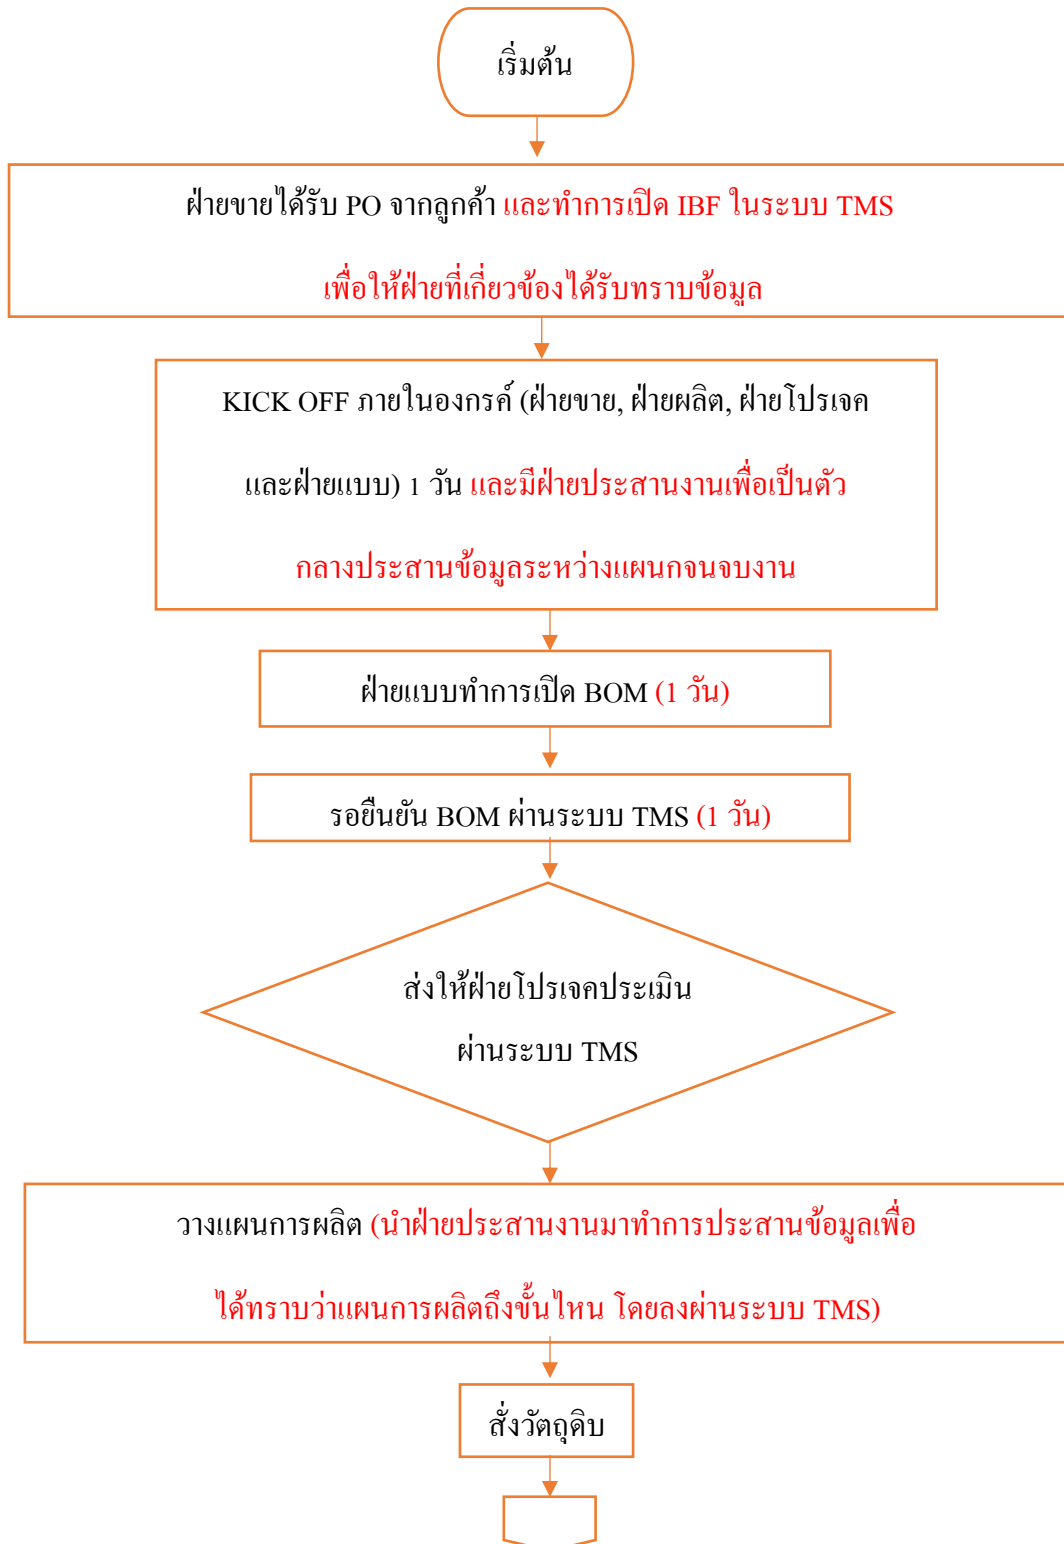 เริ่มต้น
ฝ่ายขายได้รับ PO จากลูกค้า และทำการเปิด IBF ในระบบ TMS
เพื่อให้ฝ่ายที่เกี่ยวข้องได้รับทราบข้อมูล
KICK OFF ภายในองกรค์ (ฝ่ายขาย, ฝ่ายผลิต, ฝ่ายโปรเจค
และฝ่ายแบบ) 1 วัน และมีฝ่ายประสานงานเพื่อเป็นตัว
กลางประสานข้อมูลระหว่างแผนกจนจบงาน
ฝ่ายแบบทำการเปิด BOM (1 วัน)
รอยืนยัน BOM ผ่านระบบ TMS (1 วัน)
ส่งให้ฝ่ายโปรเจคประเมิน
ผ่านระบบ TMS
วางแผนการผลิต (นำฝ่ายประสานงานมาทำการประสานข้อมูลเพื่อ
ได้ทราบว่าแผนการผลิตถึงขั้นไหน โดยลงผ่านระบบ TMS)
สั่งวัตถุดิบ